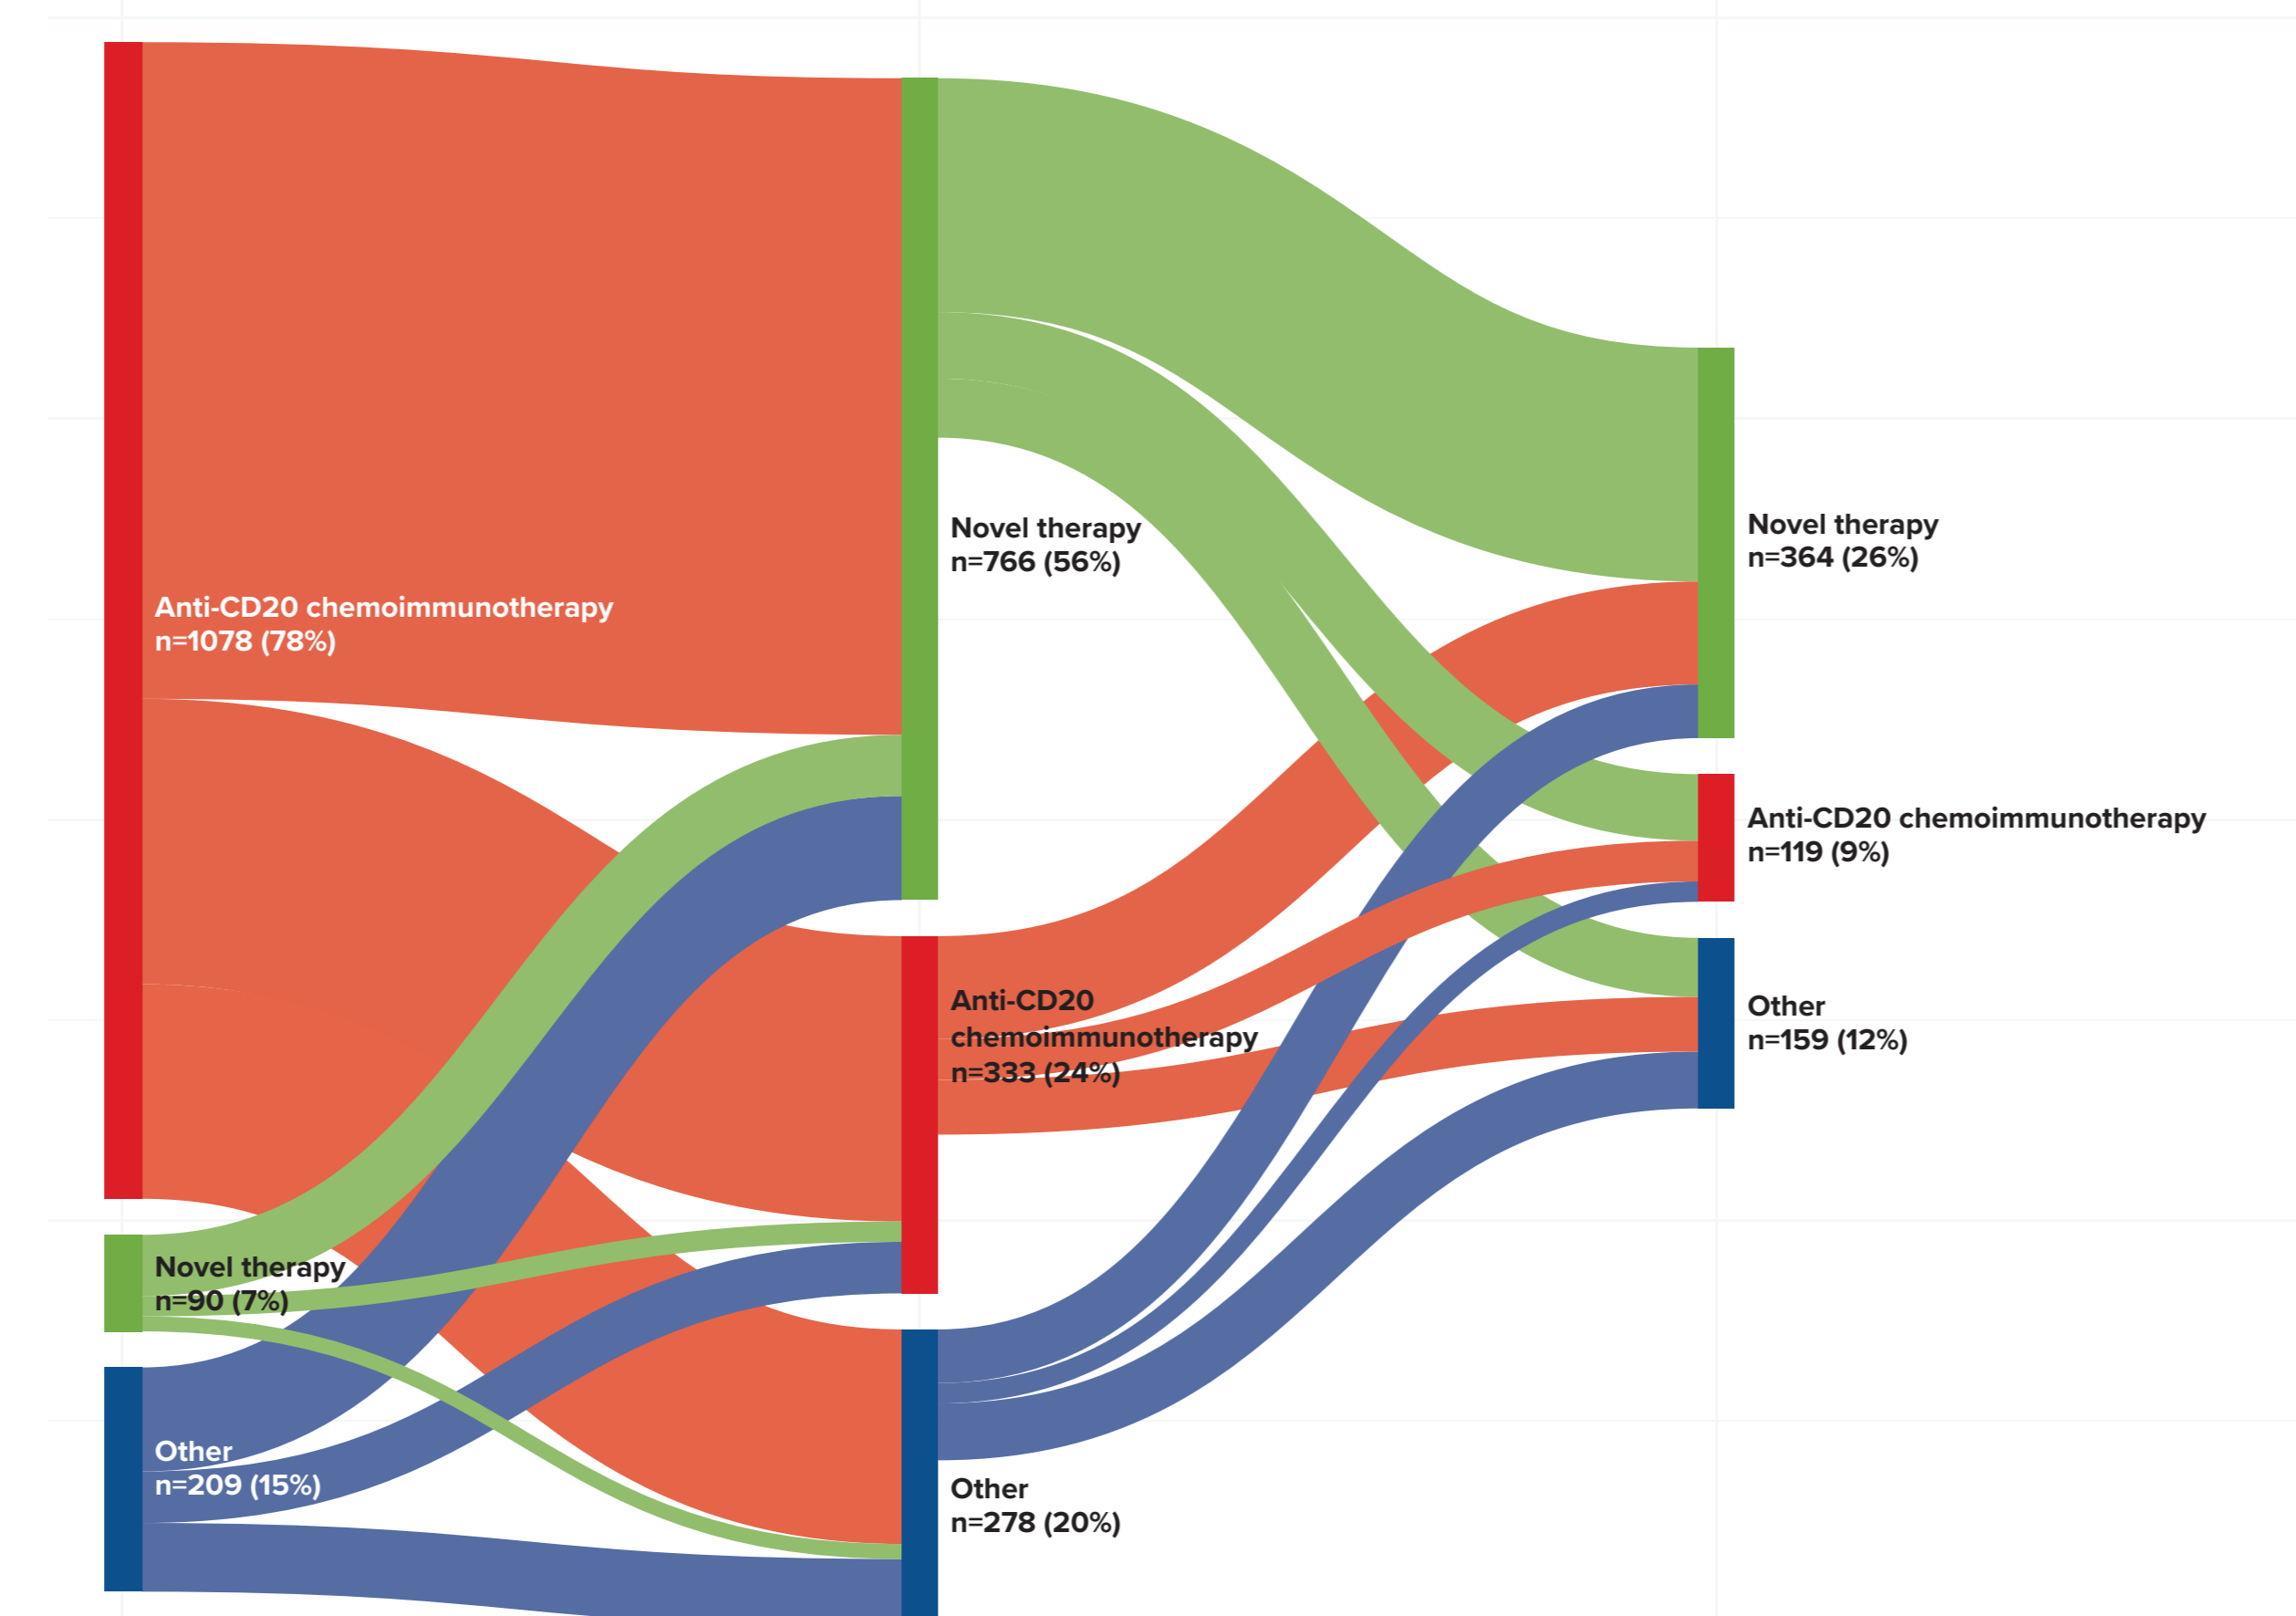 Anti-CD20 chemoimmunotherapy
n=1078 (78%)
Novel therapy
n=90 (7%)
Other
n=209 (15%)
Novel therapy
n=766 (56%)
Anti-CD20
chemoimmunotherapy
n=333 (24%)
Other
n=278 (20%)
Novel therapy
n=364 (26%)
Anti-CD20 chemoimmunotherapy
n=119 (9%)
Other
n=159 (12%)